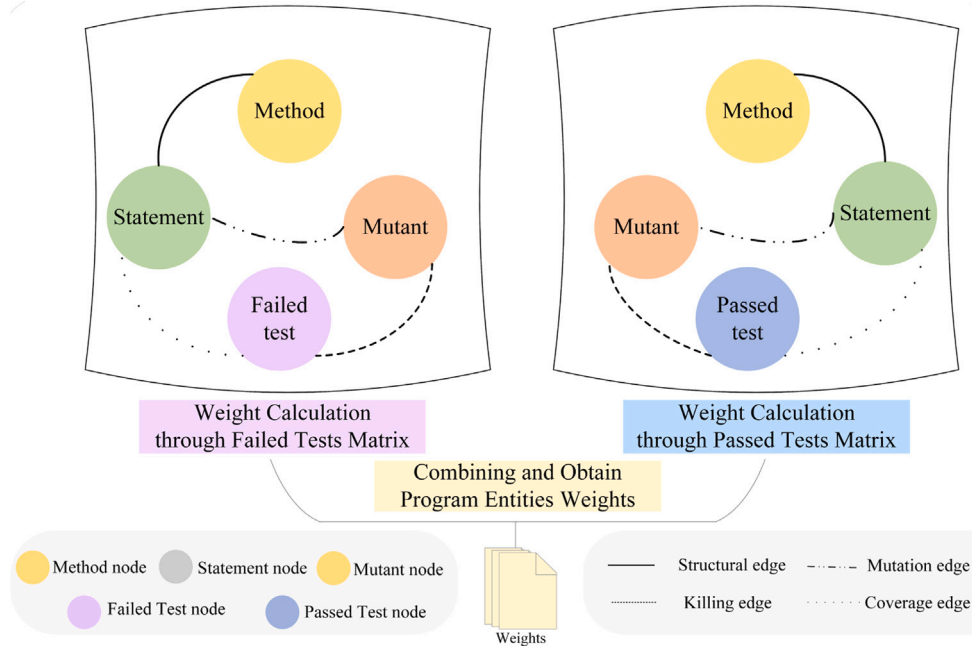 Method
Statement
Mutant
Failed
test
Method
Statement
Mutant
Passed
test
Weight Calculation
through Failed Tests Matrix
Weight Calculation
through Passed Tests Matrix
Combining and Obtain
Program Entities Weights
Method node
Statement node
Mutant node
Failed Test node
Passed Test node
Weights
Structural edge
Mutation edge
Killing edge
Coverage edge